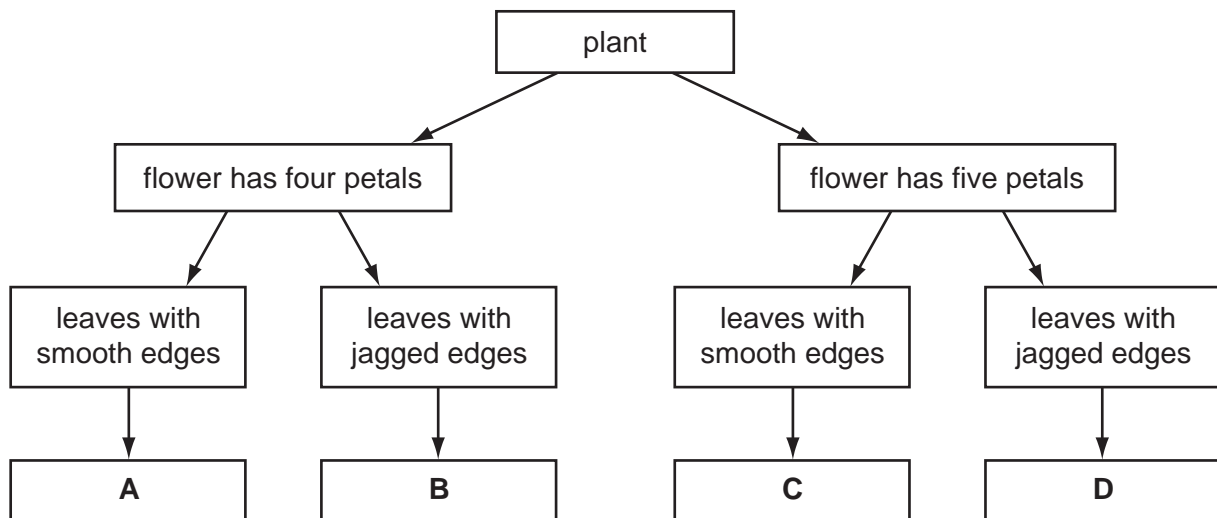 plant
flower has four petals
flower has five petals
leaves with
smooth edges
leaves with
jagged edges
leaves with
smooth edges
leaves with
jagged edges
A
B
C
D